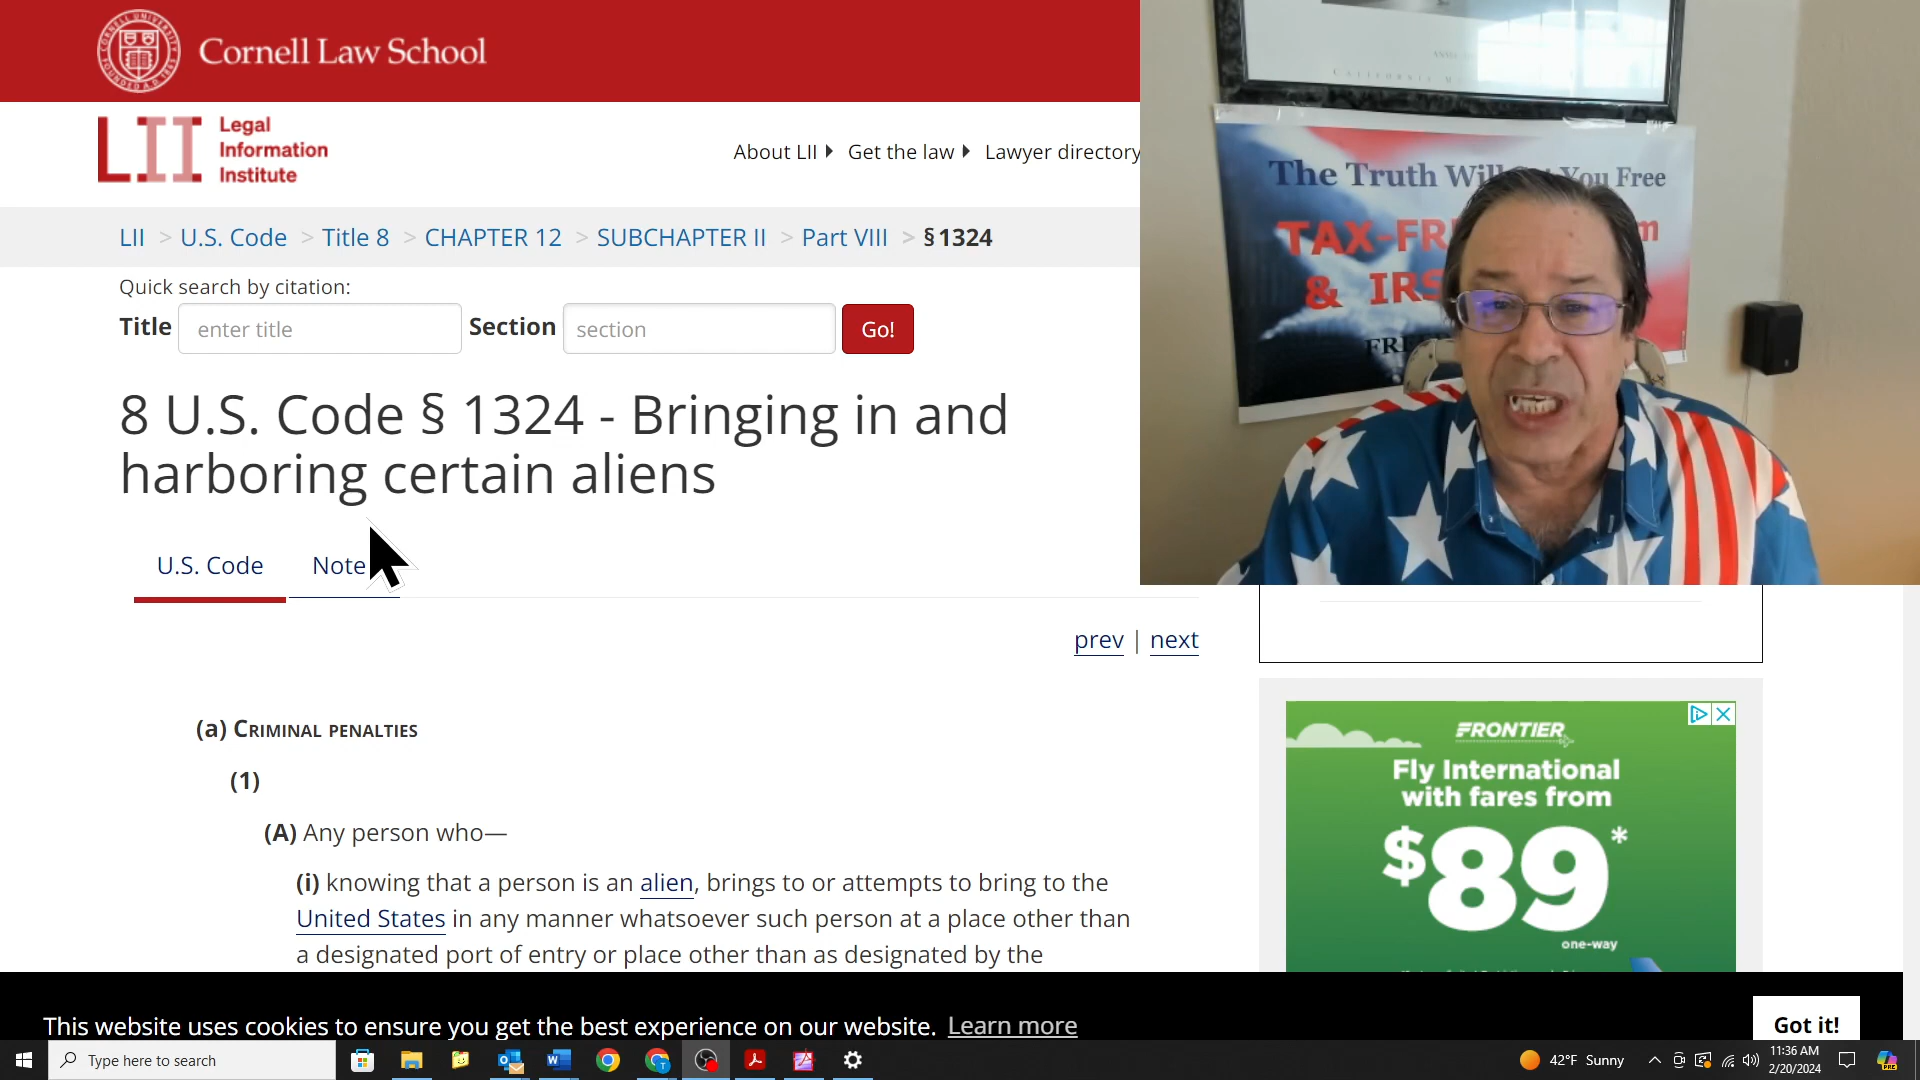 Cornell Law School
LII
Legal
Information
Institute
About LII
Get the law
Lawyer directory
LII > U.S. Code > Title 8 > CHAPTER 12 > SUBCHAPTER II > Part VIII > § 1324
Quick search by citation:
Title
enter title
Section
section
Go!
8 U.S. Code § 1324 - Bringing in and
harboring certain aliens
U.S. Code
Note
prev | next
(a) CRIMINAL PENALTIES
(1)
(A) Any person who—
(i) knowing that a person is an alien, brings to or attempts to bring to the
United States in any manner whatsoever such person at a place other than
a designated port of entry or place other than as designated by the
The Truth Will You Free
TAX-FR m
& IRS
FRE
FRONTIER
Fly International
with fares from
$89*
one-way
This website uses cookies to ensure you get the best experience on our website. Learn more
Got it!
Type here to search
42°F Sunny
11:36 AM
2/20/2024